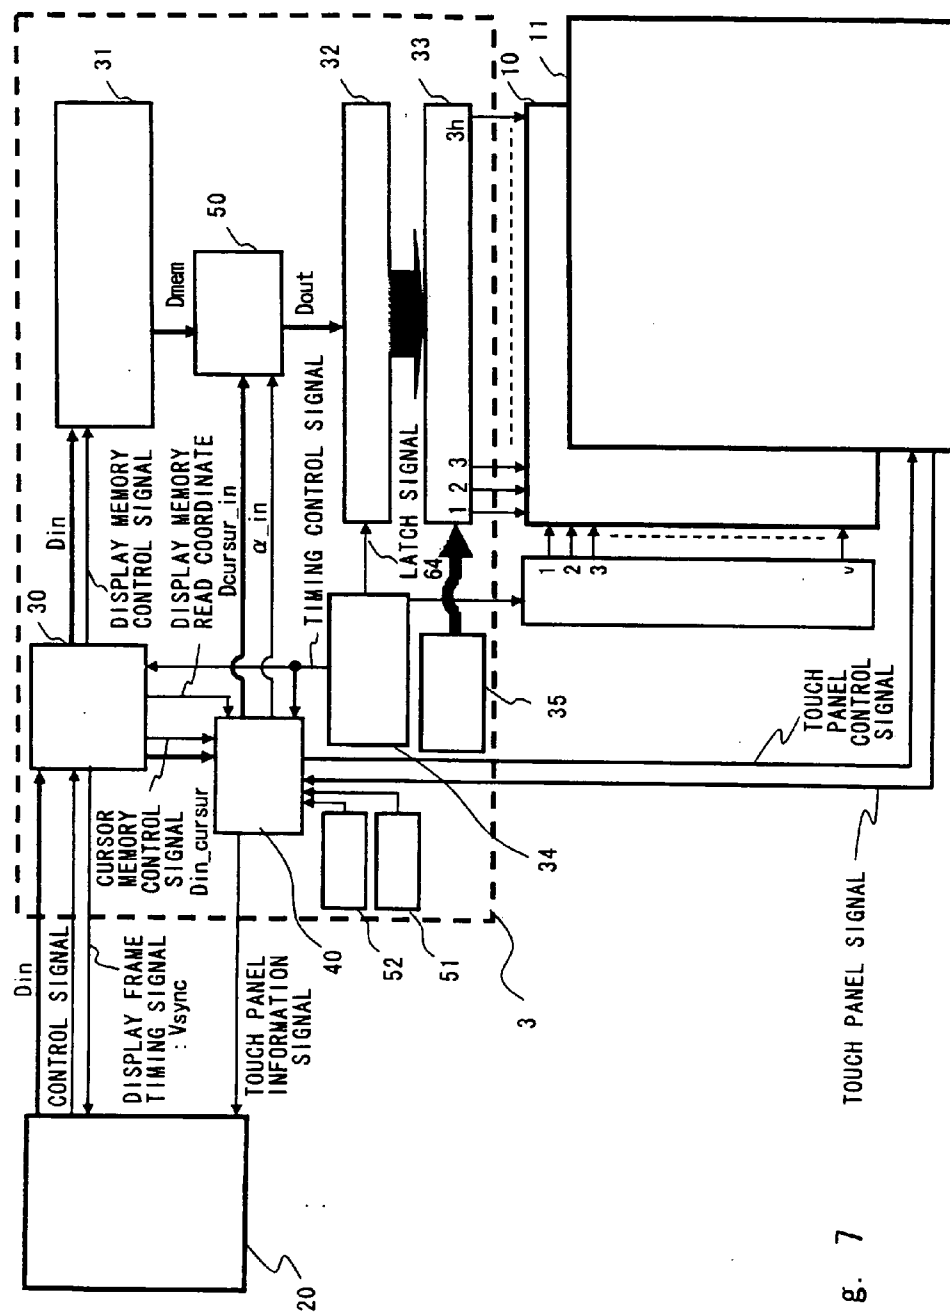 31
32
33
10
11
50
Dmem
Dout
3h
Din
DISPLAY MEMORY
CONTROL SIGNAL
DISPLAY MEMORY
READ COORDINATE
Dcursur_in
α_in
TIMING CONTROL SIGNAL
LATCH SIGNAL
64
1
2
3
30
1
2
3
v
35
TOUCH
PANEL
CONTROL
SIGNAL
CURSOR
MEMORY
CONTROL
SIGNAL
Din_cursur
34
40
52
51
3
Din
CONTROL SIGNAL
DISPLAY FRAME
TIMING SIGNAL
: Vsync
TOUCH PANEL
INFORMATION
SIGNAL
TOUCH PANEL SIGNAL
20
g. 7